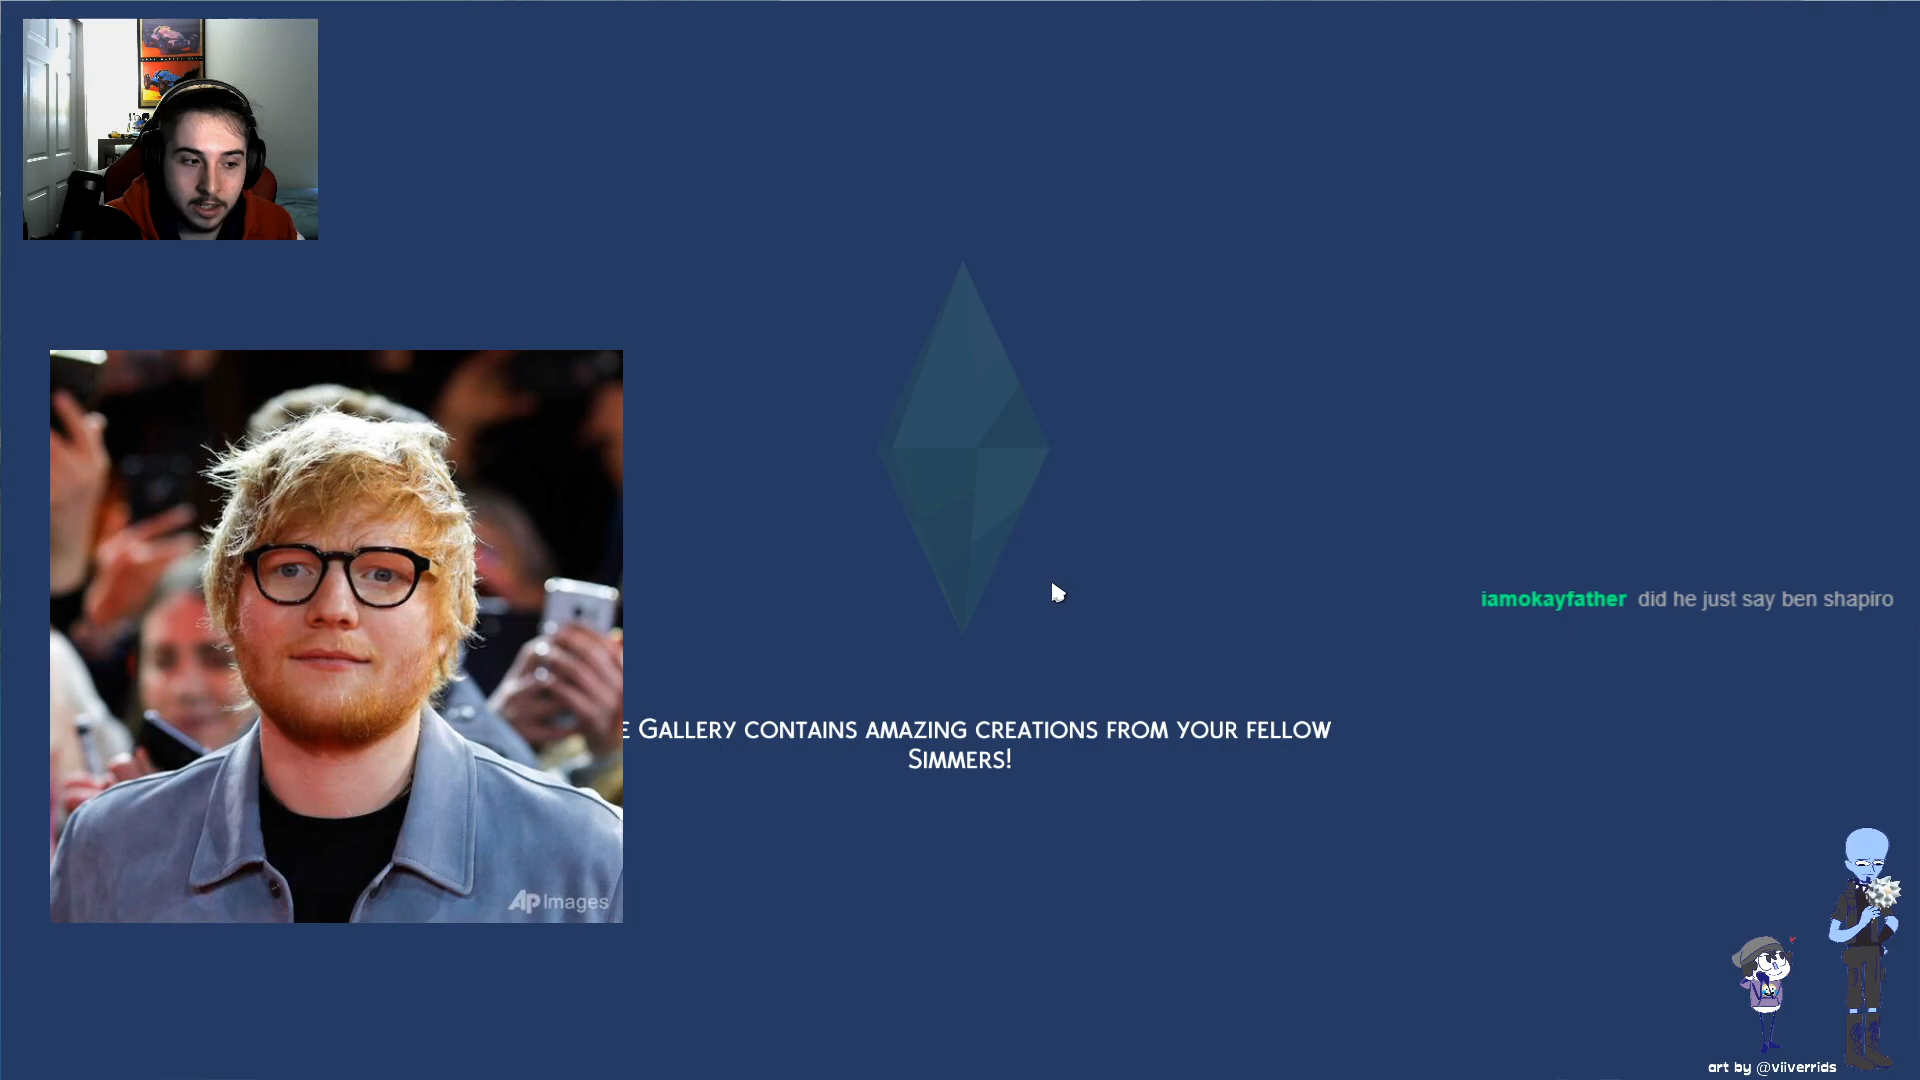 E GALLERY CONTAINS AMAZING CREATIONS FROM YOUR FELLOW
SIMMERS!
iamokayfather did he just say ben shapiro
AP Images
art by @viiverrids